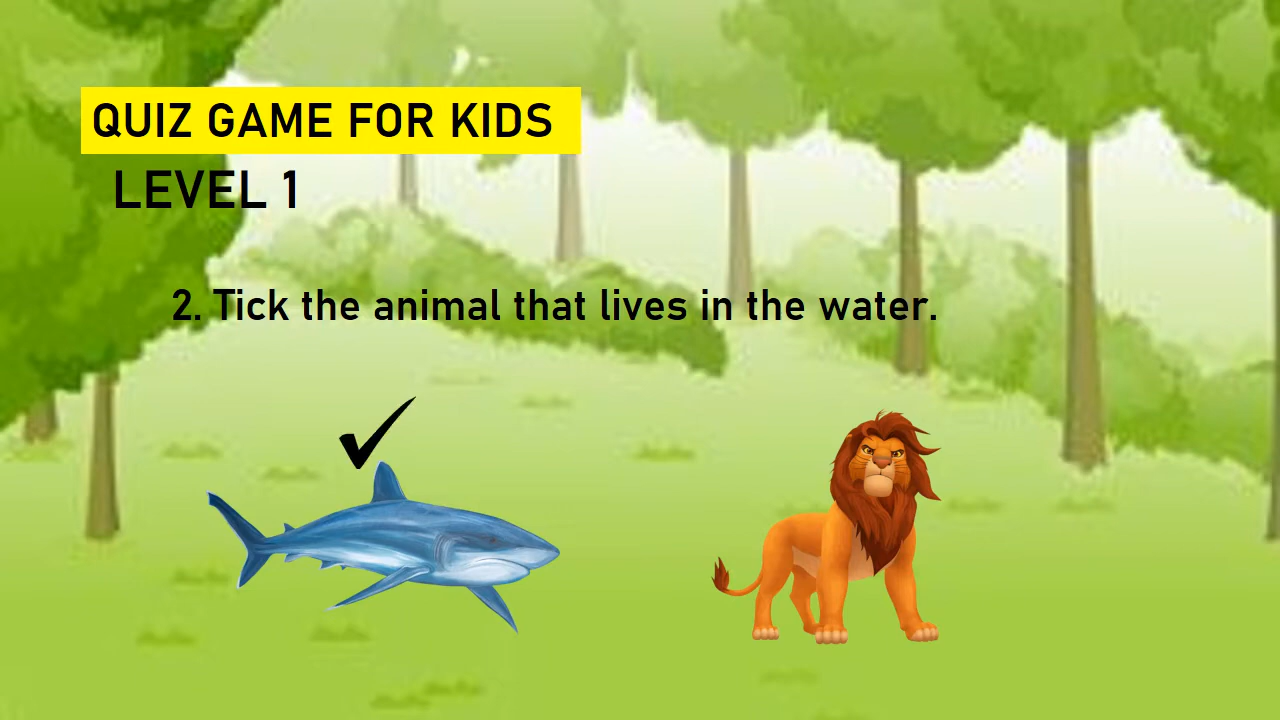 QUIZ GAME FOR KIDS
LEVEL 1
2. Tick the animal that lives in the water.